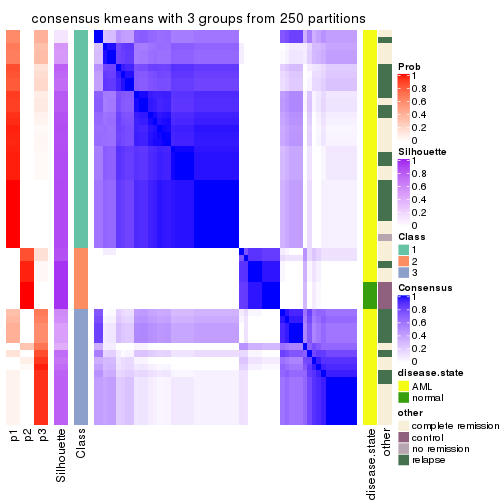 consensus kmeans with 3 groups from 250 partitions
Prob
1
0.8
0.6
0.4
0.2
0
Silhouette
1
0.8
0.6
0.4
0.2
0
Class
1
2
3
Consensus
1
0.8
0.6
0.4
0.2
0
disease.state
AML
normal
other
complete remission
control
no remission
relapse
p1
p2
p3
Silhouette
Class
disease.state
other